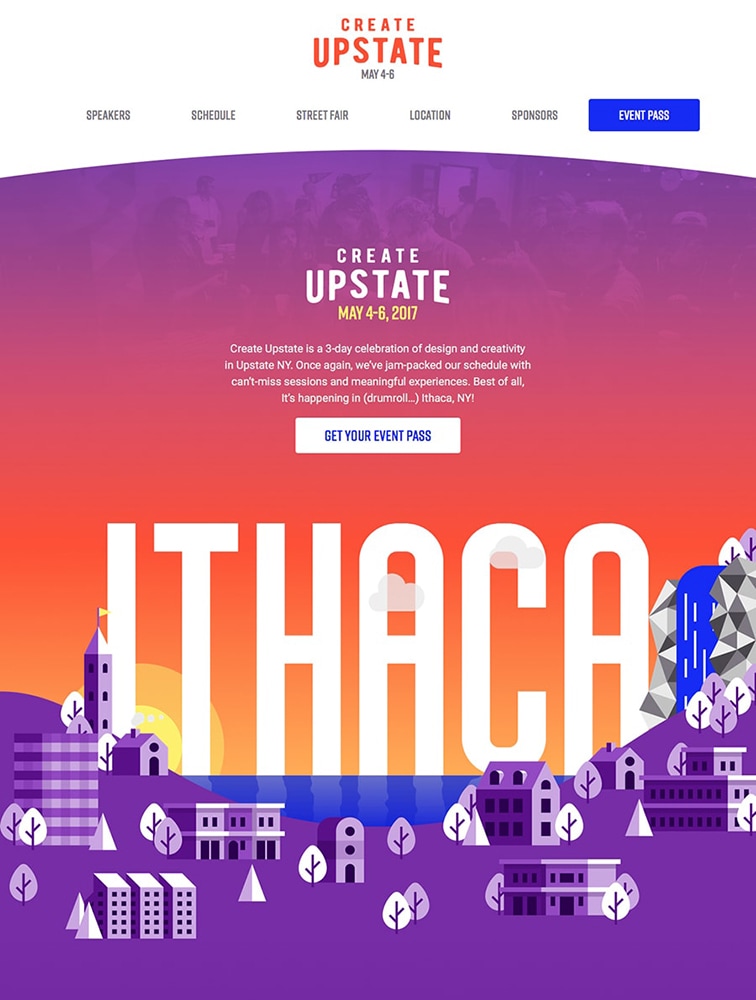 CREATE
UPSTATE
MAY 4-6
SPEAKERS SCHEDULE STREET FAIR LOCATION SPONSORS EVENT PASS
CREATE
UPSTATE
MAY 4-6, 2017
Create Upstate is a 3-day celebration of design and creativity
in Upstate NY. Once again, we've jam-packed our schedule with
can't-miss sessions and meaningful experiences. Best of all,
It's happening in (drumroll...) Ithaca, NY!
GET YOUR EVENT PASS
ITHACA